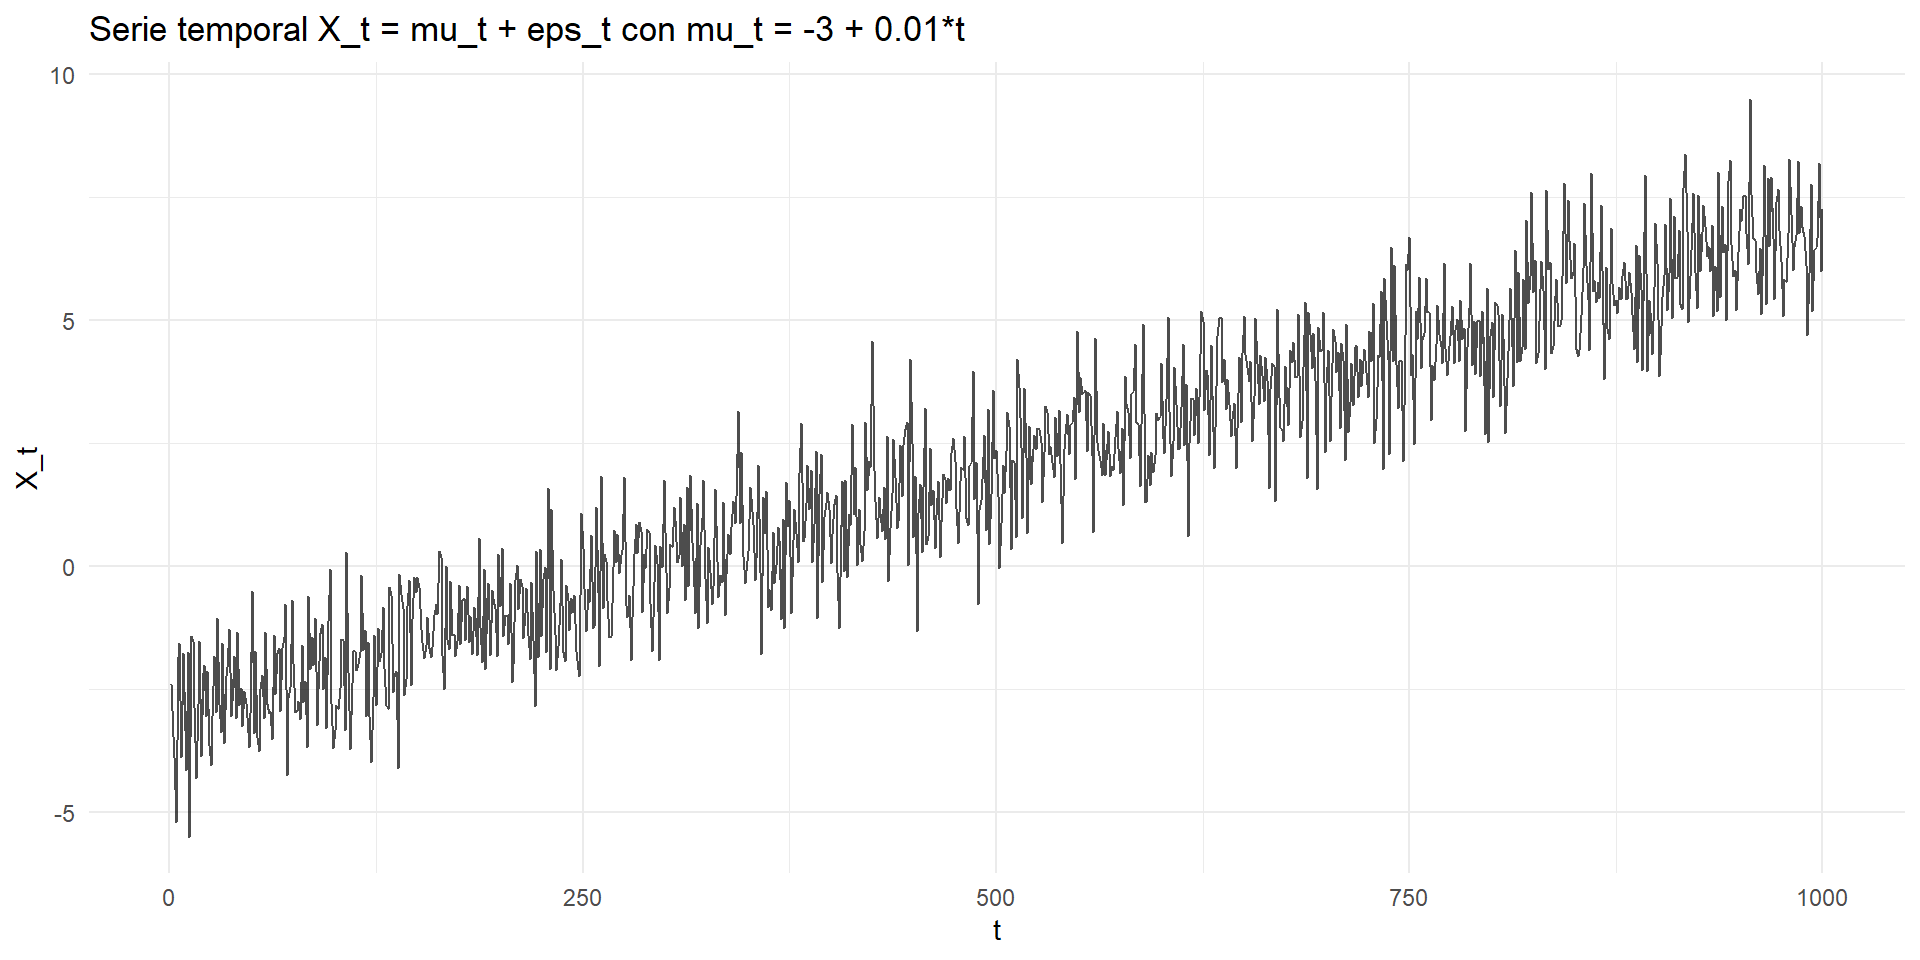 Serie temporal X_t = mu_t + eps_t con mu_t = -3 + 0.01*t
10
5
0
-5
X_t
0 250 500 750 1000
t